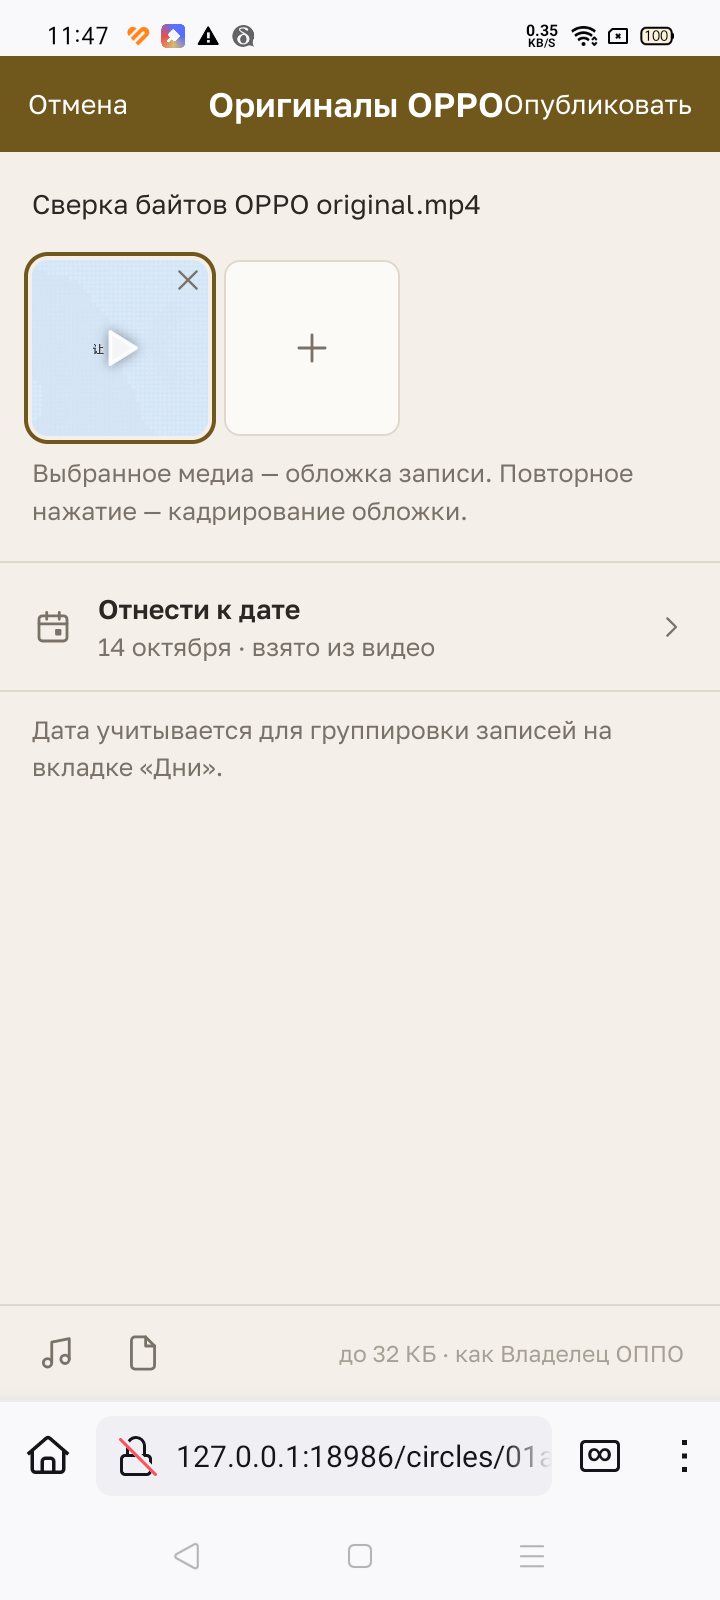 11:47
0.35
KB/S
100
Отмена
Оригиналы OPPO
Опубликовать
Сверка байтов OPPO original.mp4
让
Выбранное медиа — обложка записи. Повторное
нажатие — кадрирование обложки.
Отнести к дате
14 октября · взято из видео
Дата учитывается для группировки записей на
вкладке «Дни».
до 32 КБ · как Владелец ОППО
127.0.0.1:18986/circles/01a